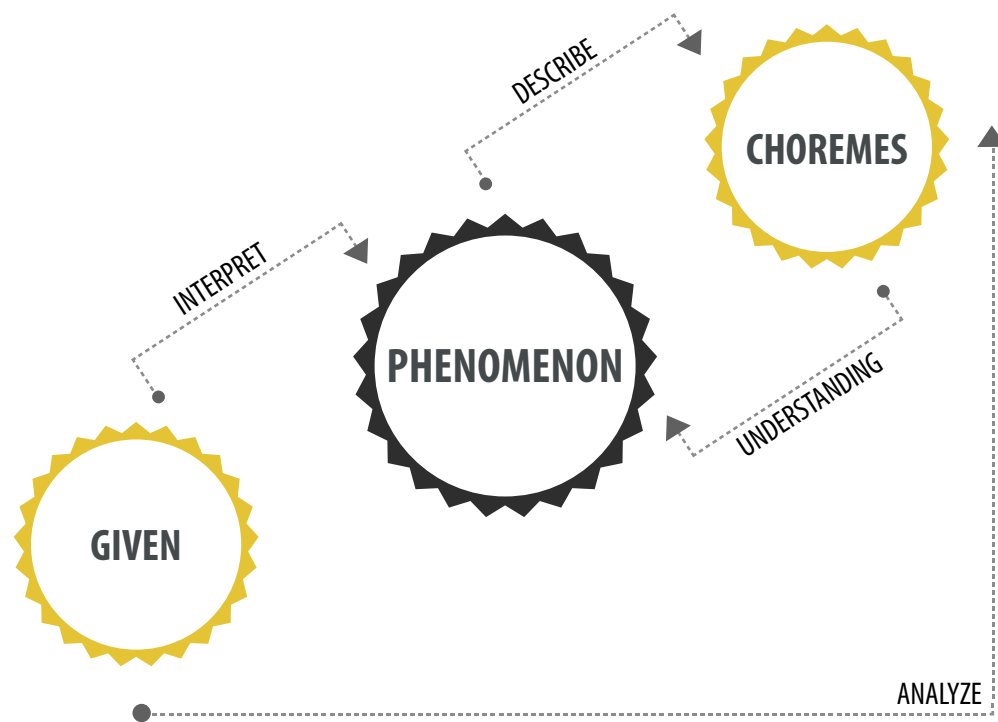 DESCRIBE
CHOREMES
INTERPRET
PHENOMENON
UNDERSTANDING
GIVEN
ANALYZE